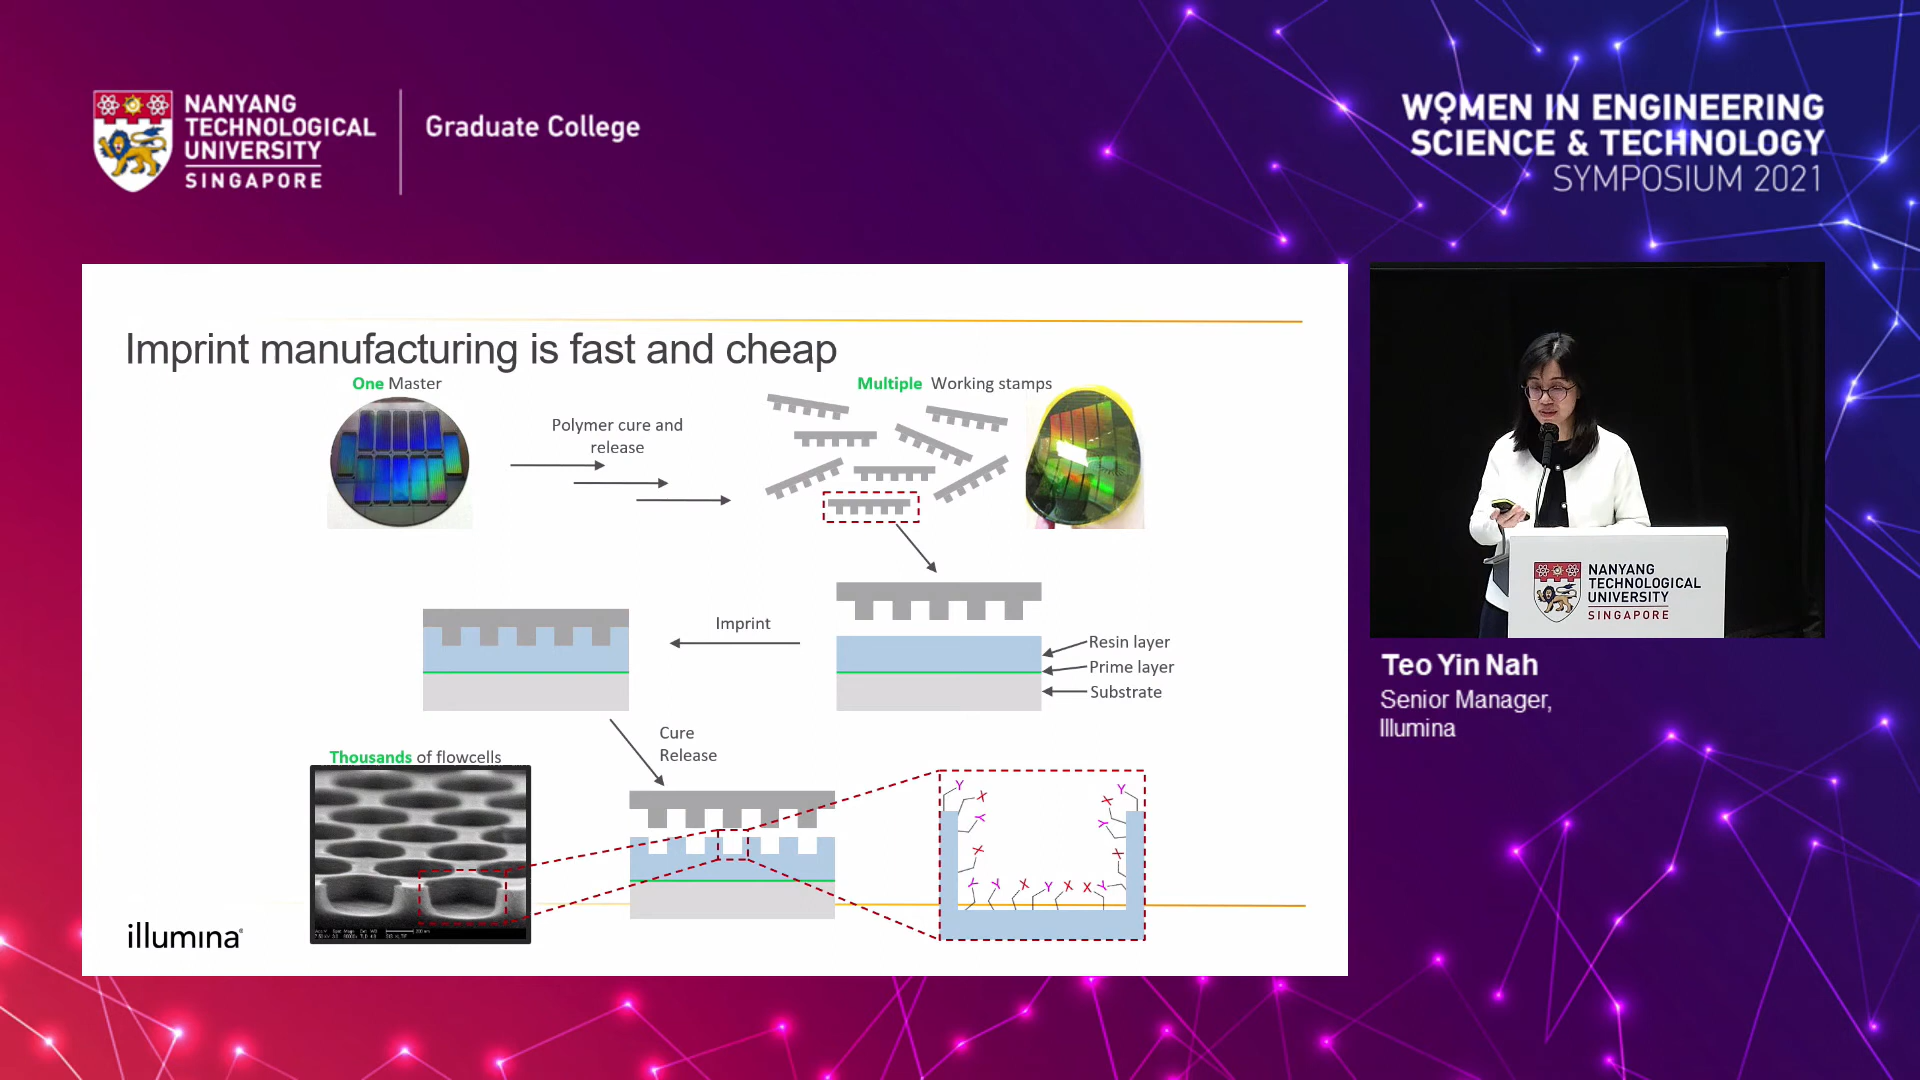 NANYANG
TECHNOLOGICAL
UNIVERSITY
SINGAPORE
Graduate College
WOMEN IN ENGINEERING
SCIENCE & TECHNOLOGY
SYMPOSIUM 2021
Imprint manufacturing is fast and cheap
One Master
Multiple Working stamps
Polymer cure and
release
Imprint
Resin layer
Prime layer
Substrate
Cure
Release
Thousands of flowcells
Y
X
Y
X
Y
X
Y
X
Y
X
Y Y X Y X X Y
illumina
NANYANG
TECHNOLOGICAL
UNIVERSITY
SINGAPORE
Teo Yin Nah
Senior Manager,
Illumina